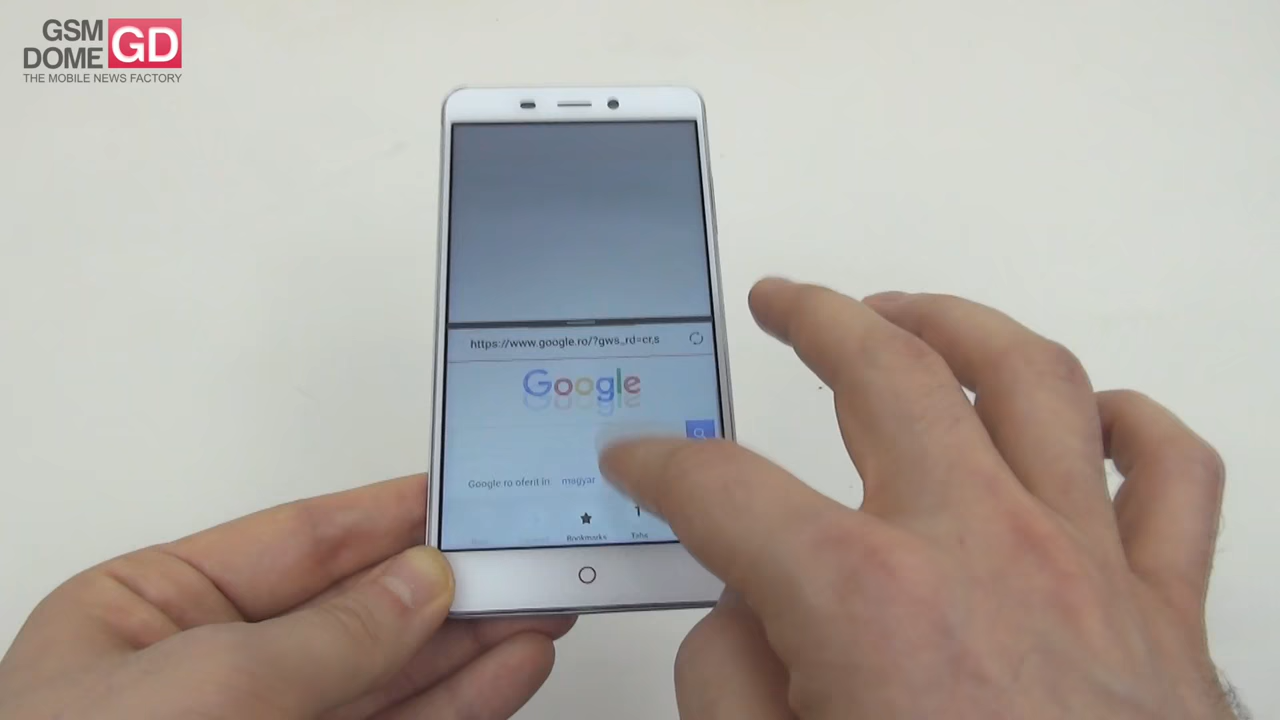 GSM
DOME GD
THE MOBILE NEWS FACTORY
https://www.google.ro/?gws_rd=cr,s
Google
Google ro oferit in magyar
1
Bookmarks Tabs